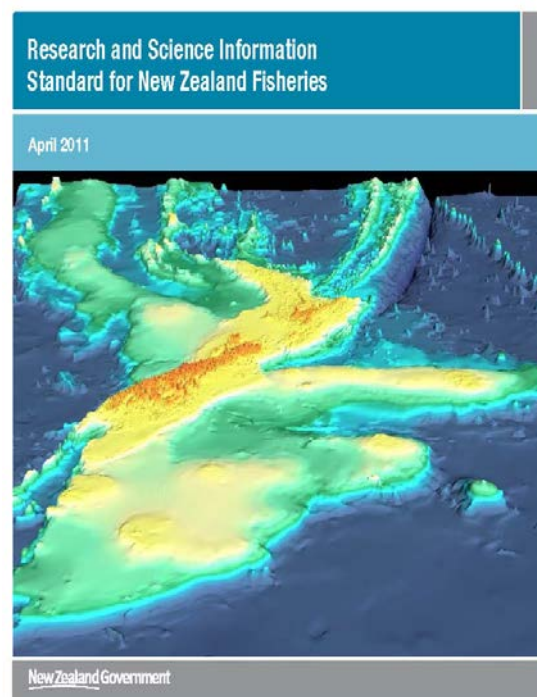 Research and Science Information
Standard for New Zealand Fisheries
April 2011
New Zealand Government